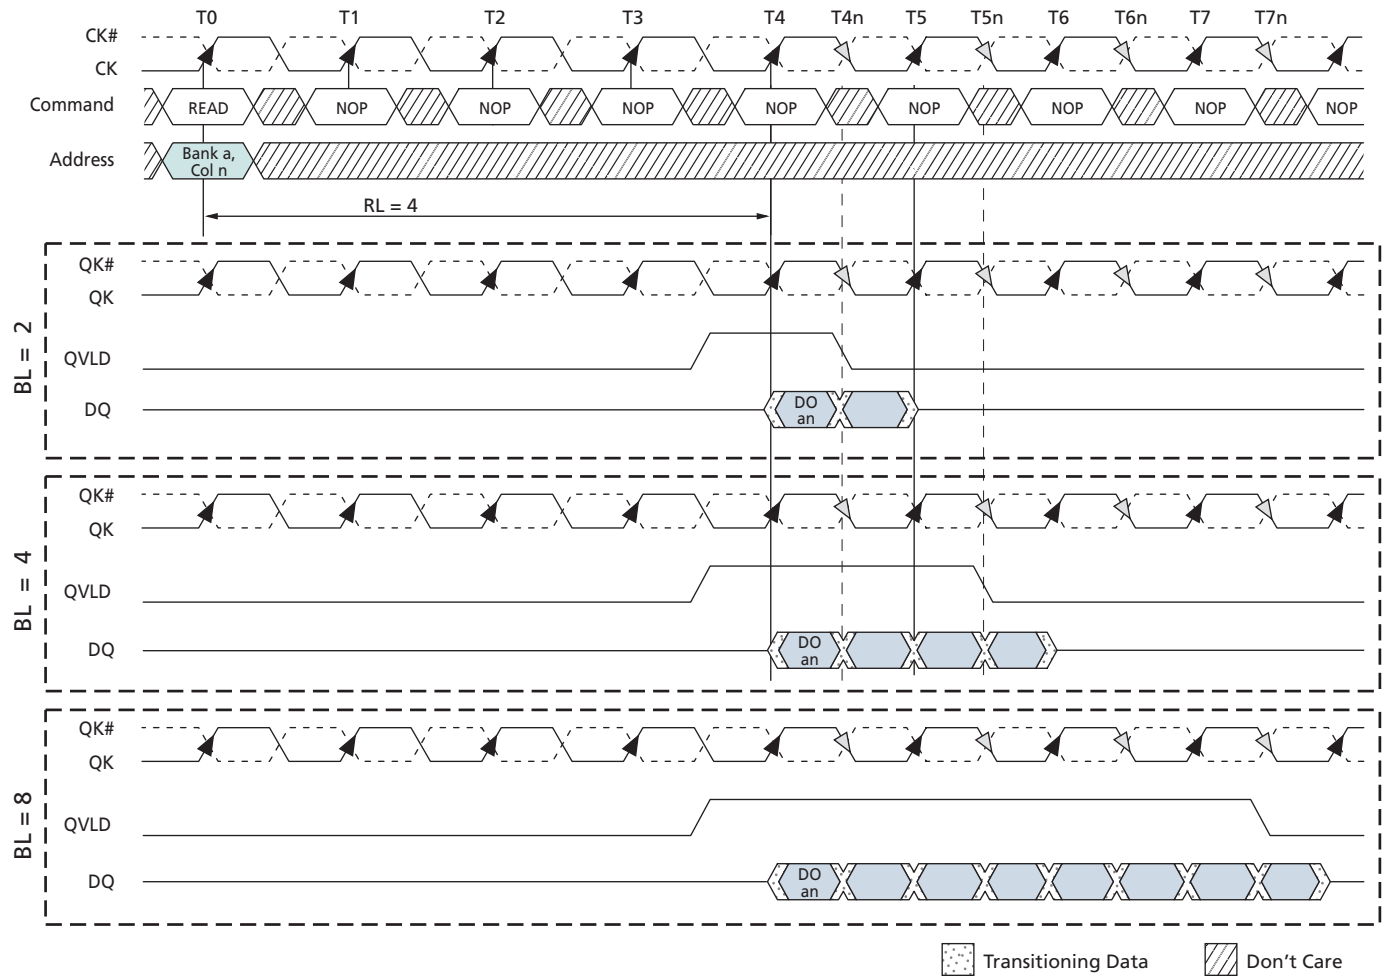 T0 T1 T2 T3 T4 T4n T5 T5n T6 T6n T7 T7n
CK#
CK
Command READ NOP NOP NOP NOP NOP NOP NOP NOP
Address Bank a,
Col n
RL = 4
BL = 2
QK#
QK
QVLD
DQ DO
an
BL = 4
QK#
QK
QVLD
DQ DO
an
BL = 8
QK#
QK
QVLD
DQ DO
an
Transitioning Data Don't Care